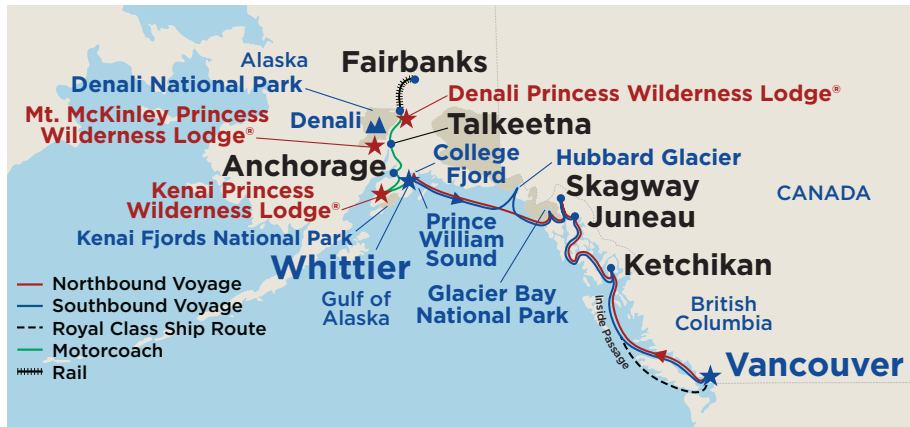 Alaska
Fairbanks
Denali National Park
Denali Princess Wilderness Lodge®
Mt. McKinley Princess
Wilderness Lodge®
Denali
Talkeetna
Anchorage
College
Fjord
Hubbard Glacier
Kenai Princess
Wilderness Lodge®
Skagway
CANADA
Juneau
Kenai Fjords National Park
Prince
William
Sound
Whittier
Ketchikan
Glacier Bay
National Park
Gulf of
Alaska
British
Columbia
Inside Passage
Vancouver
Northbound Voyage
Southbound Voyage
Royal Class Ship Route
Motorcoach
Rail